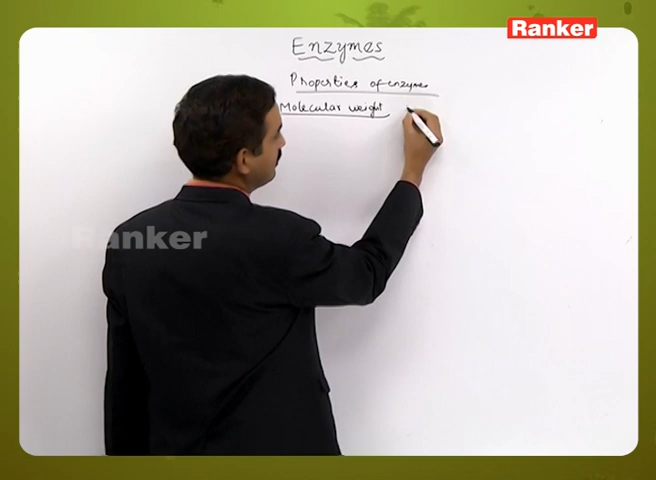 Ranker
Enzymes
Properties of enzymes
Molecular weight
Ranker